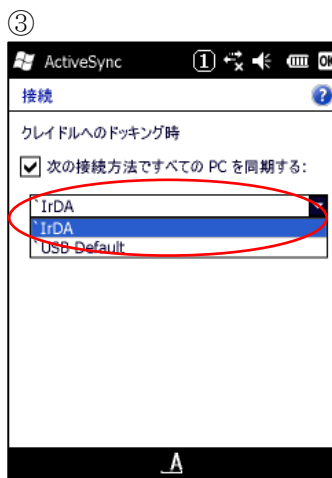 ③
ActiveSync
1
OK
接続
?
クレイドルへのドッキング時
次の接続方法ですべての PC を同期する:
`IrDA
`IrDA
`USB Default
A